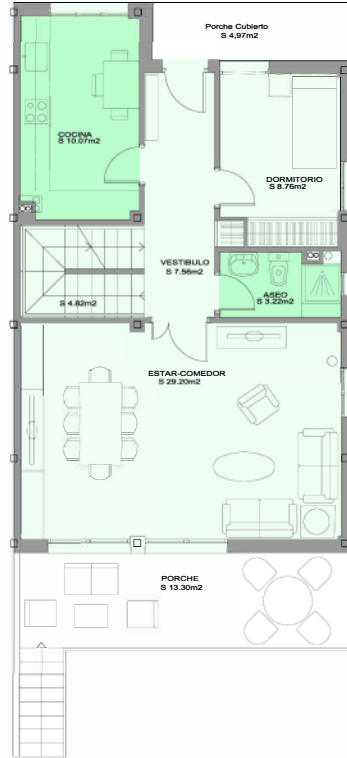 Porche Cubierto
S 4,97m2
COCINA
S 10.07m2
DORMITORIO
S 8.76m2
VESTIBULO
S 7.56m2
ASEO
S 3.22m2
S 4.82m2
ESTAR-COMEDOR
S 29.20m2
PORCHE
S 13.30m2